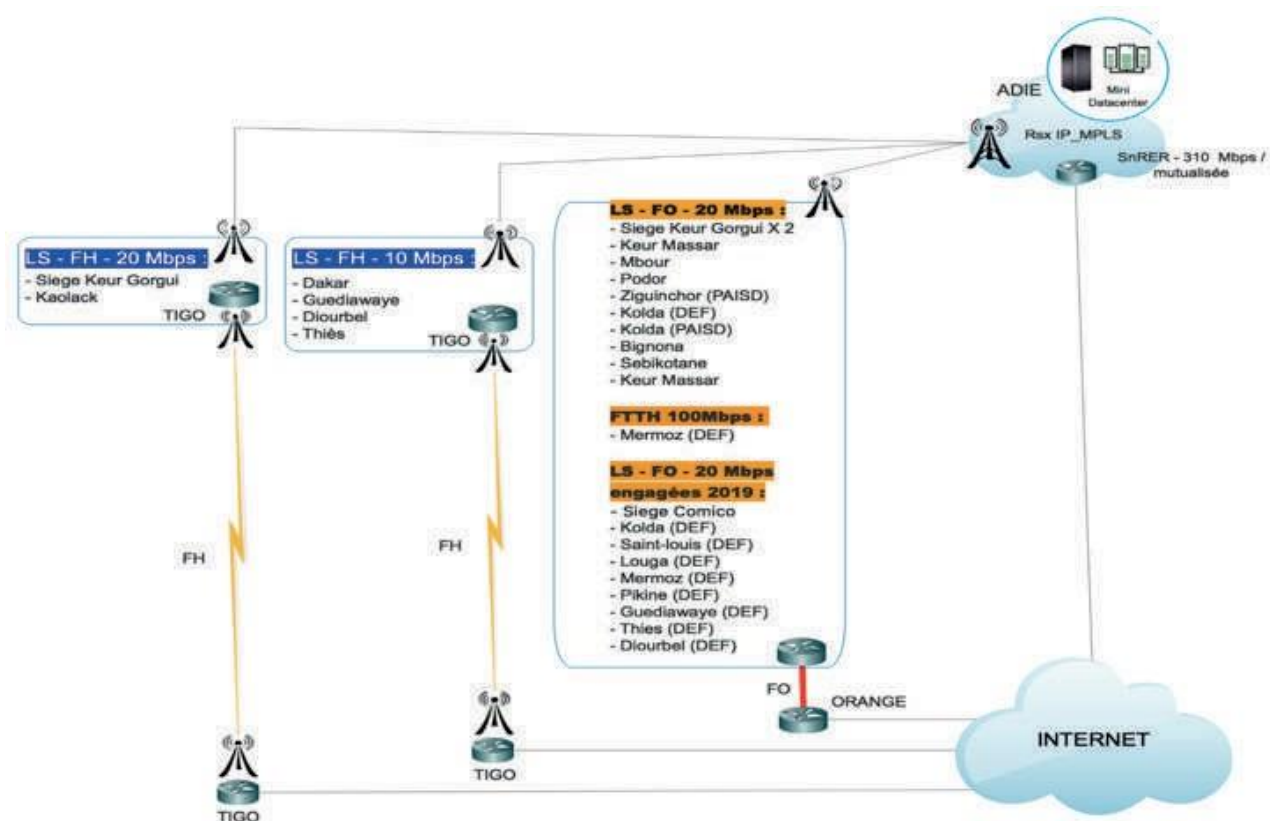 ADIE
Mini
Datacenter
Rsx IP_MPLS
SnRER - 310 Mbps /
mutualisée
LS - FH - 20 Mbps :
- Siege Keur Gorgui
- Kaolack
TIGO
LS - FH - 10 Mbps :
- Dakar
- Guediawaye
- Diourbel
- Thiès
TIGO
LS - FO - 20 Mbps :
- Siege Keur Gorgui X 2
- Keur Massar
- Mbour
- Podor
- Ziguinchor (PAISD)
- Kolda (DEF)
- Kolda (PAISD)
- Bignona
- Sebikotane
- Keur Massar
FTTH 100Mbps :
- Mermoz (DEF)
LS - FO - 20 Mbps
engagées 2019 :
- Siege Comico
- Kolda (DEF)
- Saint-louis (DEF)
- Louga (DEF)
- Mermoz (DEF)
- Pikine (DEF)
- Guediawaye (DEF)
- Thies (DEF)
- Diourbel (DEF)
FH
FH
FO
ORANGE
INTERNET
TIGO
TIGO